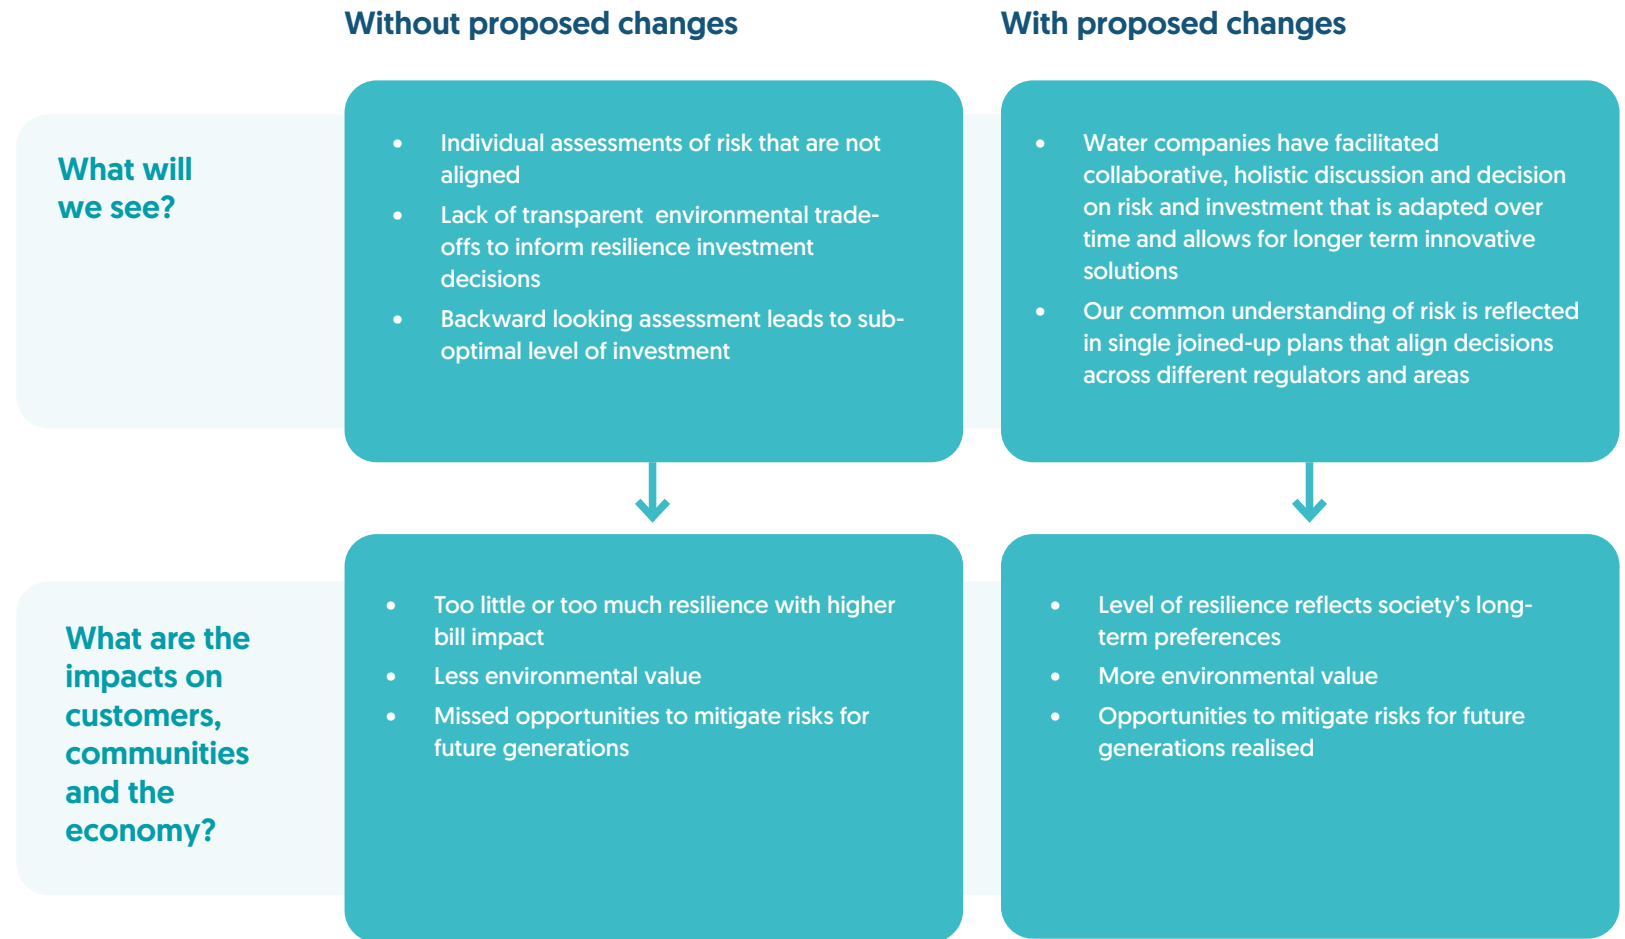 Without proposed changes
With proposed changes
What will
we see?
• Individual assessments of risk that are not
aligned
• Lack of transparent environmental trade-
offs to inform resilience investment
decisions
• Backward looking assessment leads to sub-
optimal level of investment
• Water companies have facilitated
collaborative, holistic discussion and decision
on risk and investment that is adapted over
time and allows for longer term innovative
solutions
• Our common understanding of risk is reflected
in single joined-up plans that align decisions
across different regulators and areas
What are the
impacts on
customers,
communities
and the
economy?
• Too little or too much resilience with higher
bill impact
• Less environmental value
• Missed opportunities to mitigate risks for
future generations
• Level of resilience reflects society’s long-
term preferences
• More environmental value
• Opportunities to mitigate risks for future
generations realised